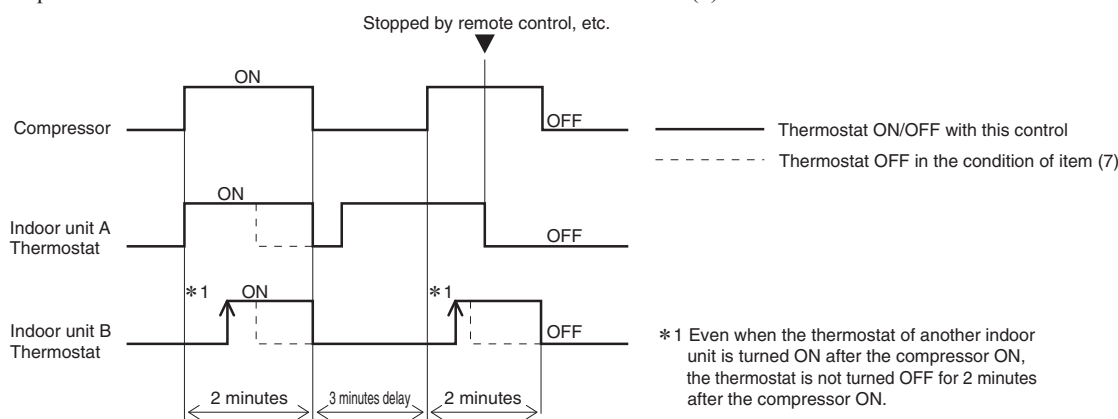 (7)
Stopped by remote control, etc.
ON
Compressor
OFF
Thermostat ON/OFF with this control
Thermostat OFF in the condition of item (7)
ON
Indoor unit A
Thermostat
OFF
*1
ON
*1
Indoor unit B
Thermostat
OFF
*1 Even when the thermostat of another indoor
unit is turned ON after the compressor ON,
the thermostat is not turned OFF for 2 minutes
after the compressor ON.
2 minutes
3 minutes delay
2 minutes